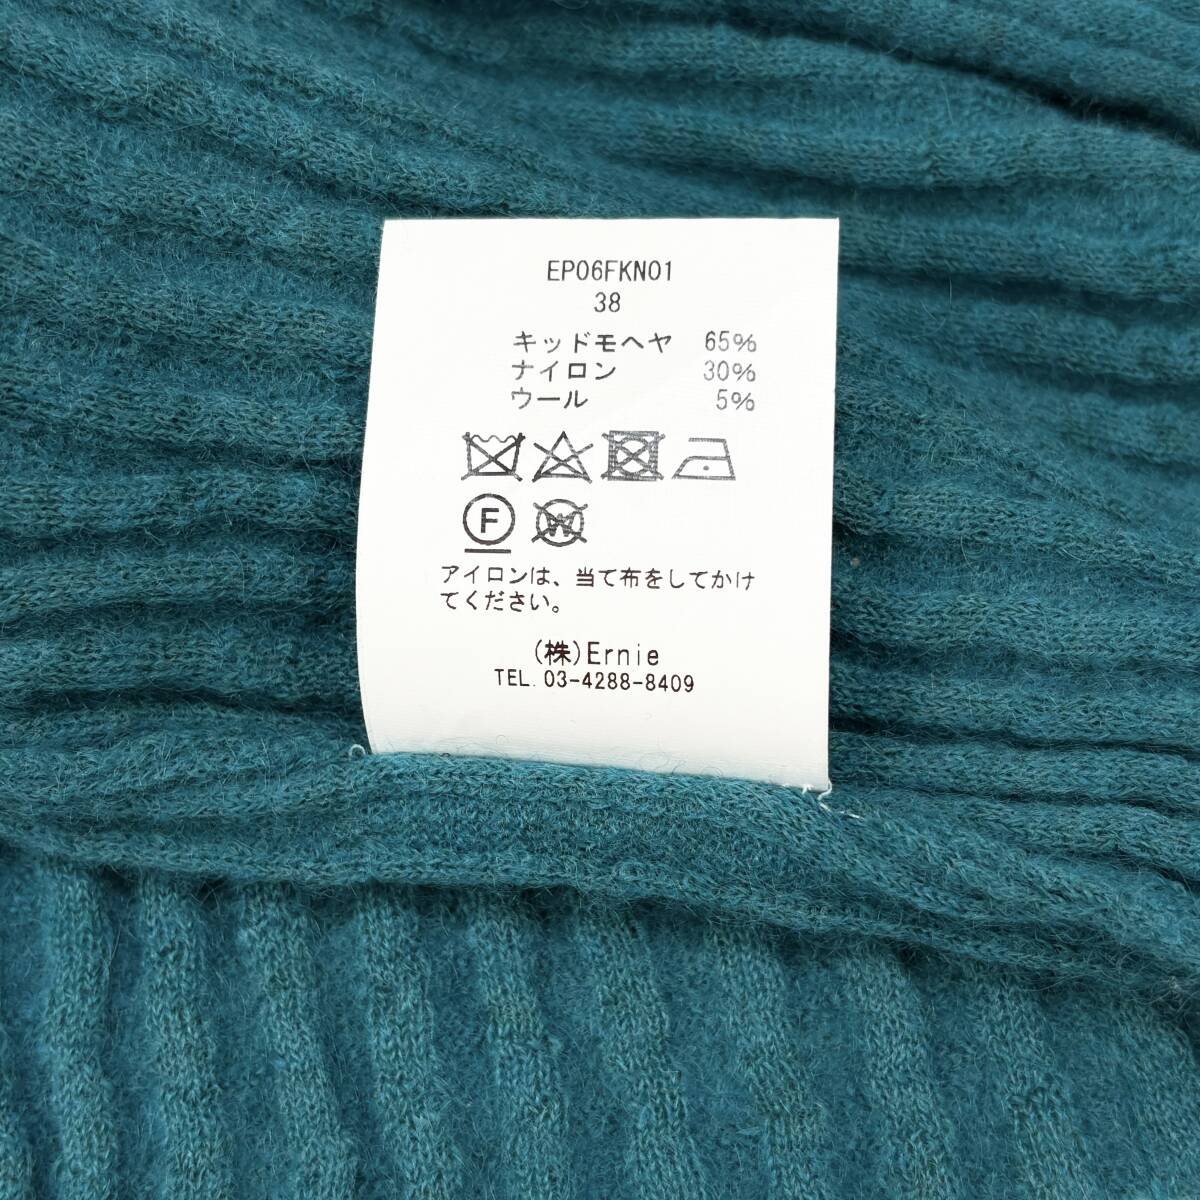 EP06FKN01
38
キッドモヘヤ 65%
ナイロン 30%
ウール 5%
F W
アイロンは、当て布をしてかけ
てください。
(株)Ernie
TEL. 03-4288-8409